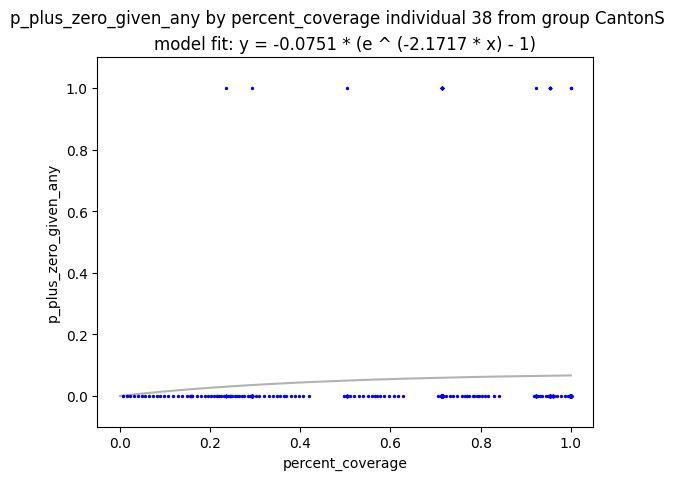 p_plus_zero_given_any by percent_coverage individual 38 from group CantonS
model fit: y = -0.0751 * (e ^ (-2.1717 * x) - 1)
1.0
0.8
0.6
0.4
0.2
0.0
p_plus_zero_given_any
0.0 0.2 0.4 0.6 0.8 1.0
percent_coverage